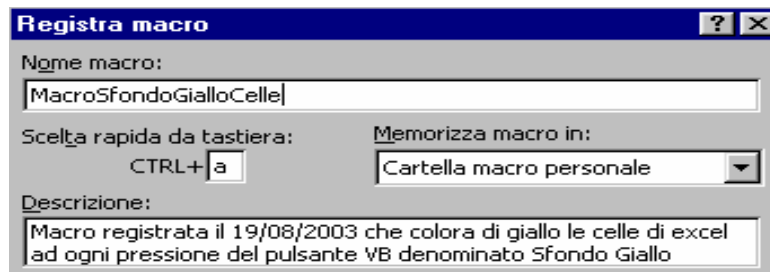 Registra macro
Nome macro:
MacroSfondoGialloCelle
Scelta rapida da tastiera:
Memorizza macro in:
CTRL+ a
Cartella macro personale
Descrizione:
Macro registrata il 19/08/2003 che colora di giallo le celle di excel
ad ogni pressione del pulsante VB denominato Sfondo Giallo